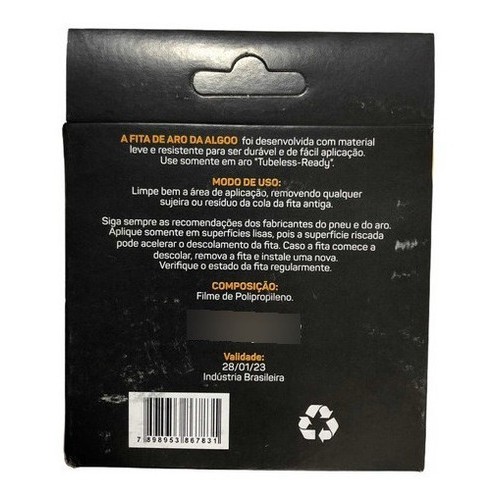 A FITA DE ARO DA ALGOO foi desenvolvida com material
leve e resistente para ser durável e de fácil aplicação.
Use somente em aro "Tubeless-Ready".
MODO DE USO:
Limpe bem a área de aplicação, removendo qualquer
sujeira ou resíduo da cola da fita antiga.
Siga sempre as recomendações dos fabricantes do pneu e do aro.
Aplique somente em superfícies lisas, pois a superfície riscada
pode acelerar o descolamento da fita. Caso a fita comece a
descolar, remova a fita e instale uma nova.
Verifique o estado da fita regularmente.
COMPOSIÇÃO:
Filme de Polipropileno.
Validade:
28/01/23
Indústria Brasileira
7 898953 867831